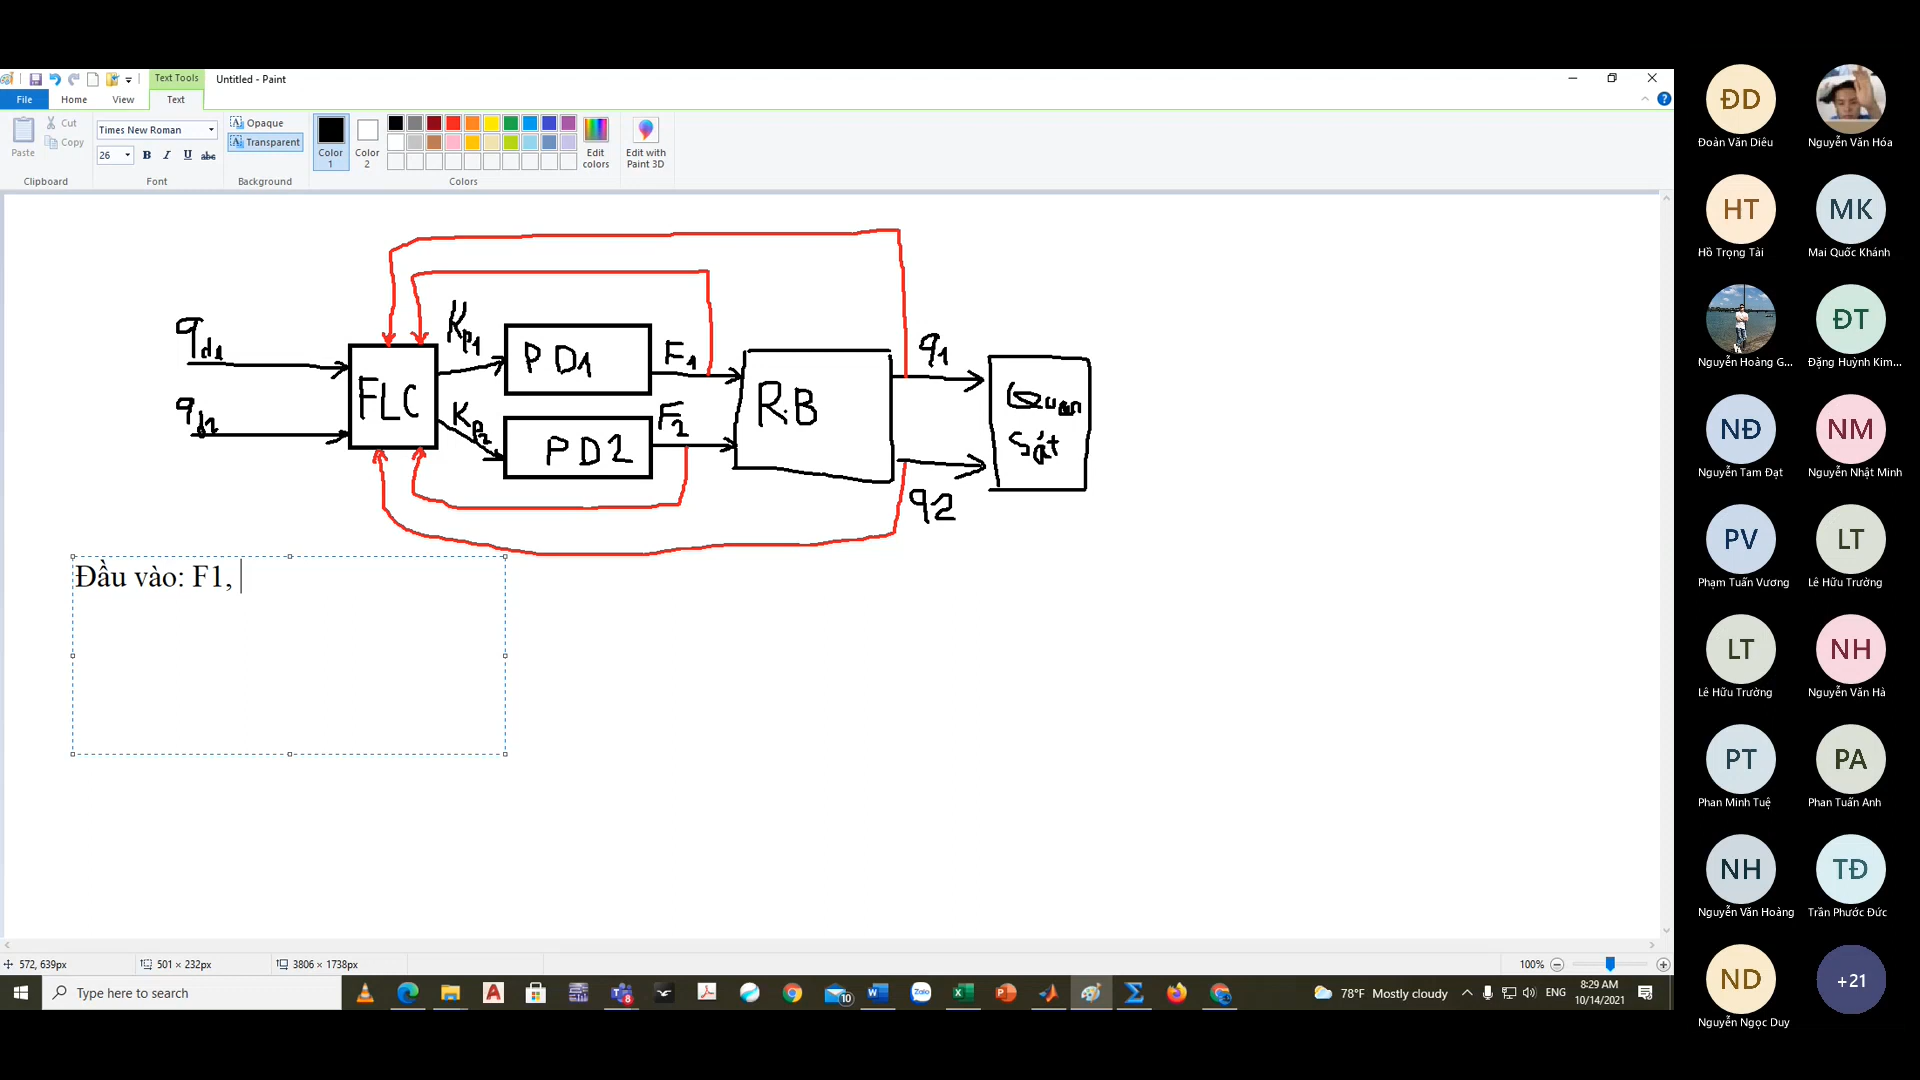 Text Tools
Untitled - Paint
File
Home
View
Text
Paste
Cut
Copy
Clipboard
Times New Roman
26
B I U abc
Font
Opaque
Transparent
Background
Color 1
Color 2
Edit colors
Colors
Edit with Paint 3D
qd1
qd2
FLC
Kp1
Kp2
PD1
PD2
F1
F2
RB
q1
q2
Quan
Sát
Đầu vào: F1,
572, 639px
501 × 232px
3806 × 1738px
100%
Type here to search
8
10
Zalo
78°F Mostly cloudy
ENG
8:29 AM
10/14/2021
ĐD
Đoàn Văn Diêu
Nguyễn Văn Hóa
HT
Hồ Trọng Tài
MK
Mai Quốc Khánh
Nguyễn Hoàng G...
ĐT
Đặng Huỳnh Kim...
NĐ
Nguyễn Tam Đạt
NM
Nguyễn Nhật Minh
PV
Phạm Tuấn Vương
LT
Lê Hữu Trường
LT
Lê Hữu Trưởng
NH
Nguyễn Văn Hà
PT
Phan Minh Tuệ
PA
Phan Tuấn Anh
NH
Nguyễn Văn Hoàng
TĐ
Trần Phước Đức
ND
Nguyễn Ngọc Duy
+21